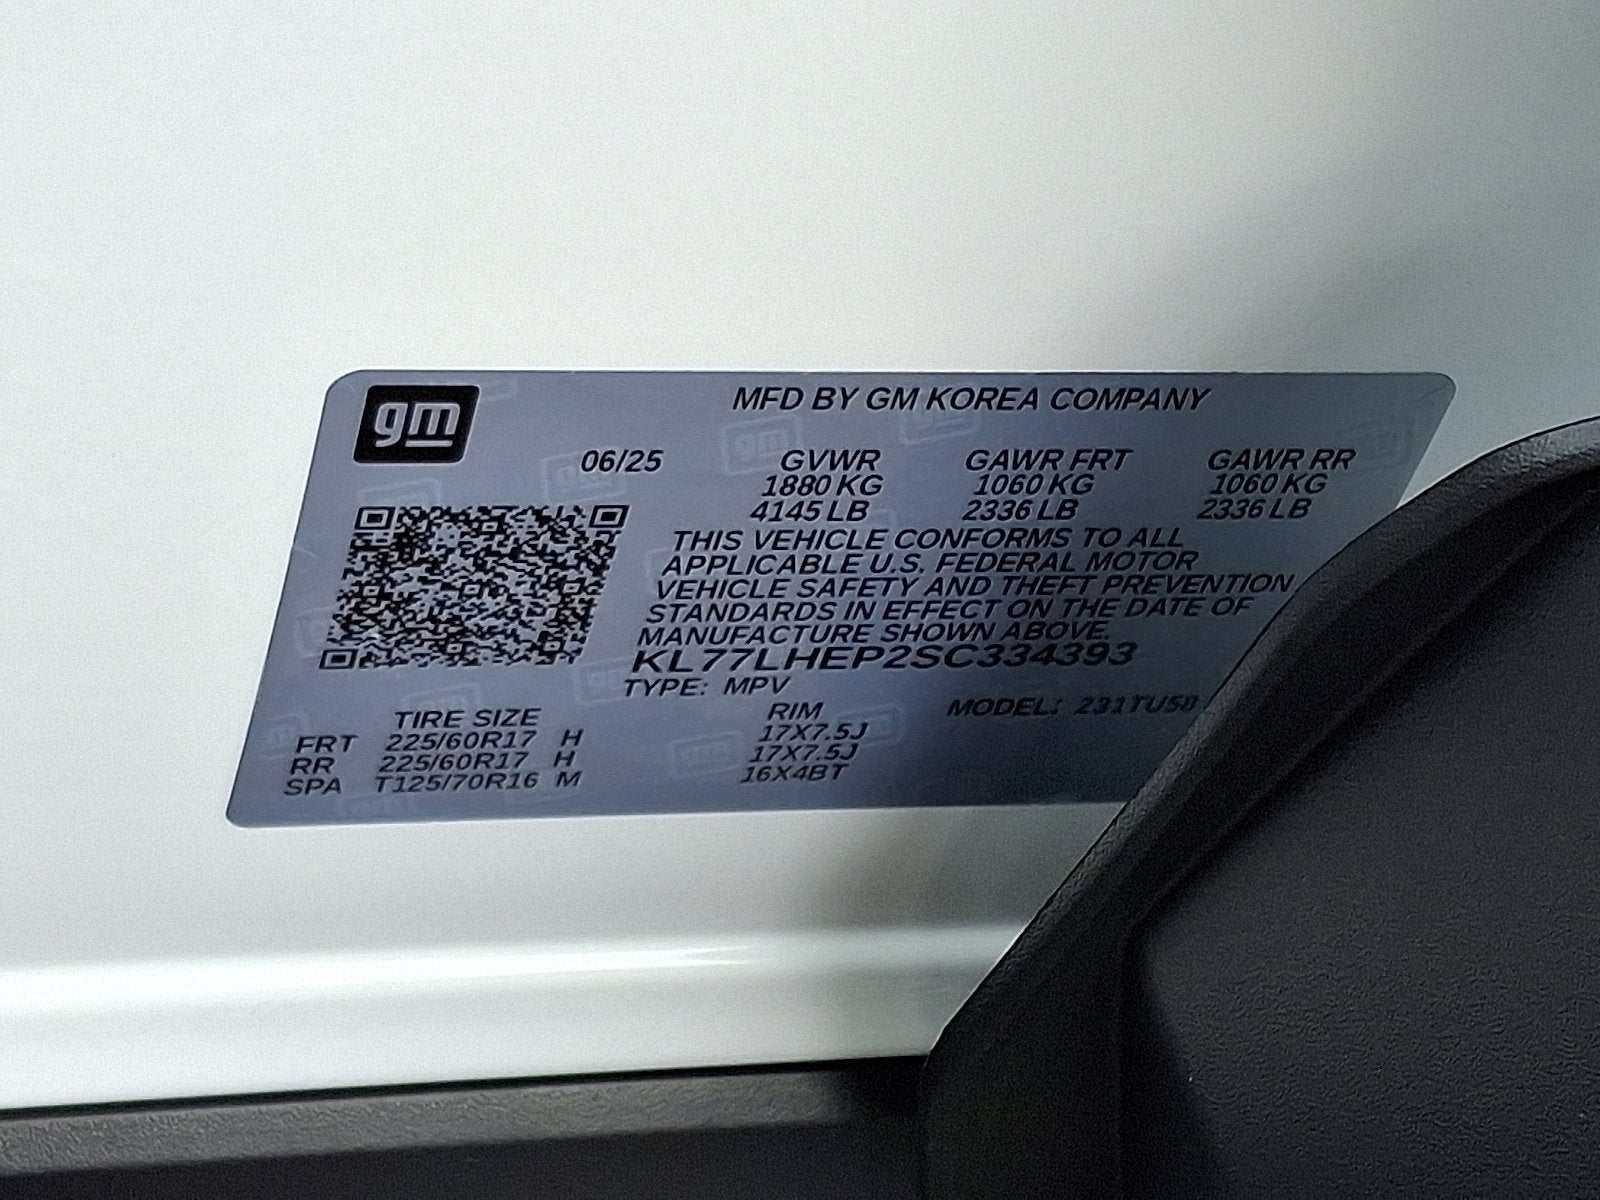 gm
MFD BY GM KOREA COMPANY
06/25 GVWR GAWR FRT GAWR RR
1880 KG 1060 KG 1060 KG
4145 LB 2336 LB 2336 LB
THIS VEHICLE CONFORMS TO ALL
APPLICABLE U.S. FEDERAL MOTOR
VEHICLE SAFETY AND THEFT PREVENTION
STANDARDS IN EFFECT ON THE DATE OF
MANUFACTURE SHOWN ABOVE.
KL77LHEP2SC334393
TYPE: MPV
TIRE SIZE RIM MODEL:
FRT 225/60R17 H 17X7.5J
RR 225/60R17 H 17X7.5J
SPA T125/70R16 M 16X4BT